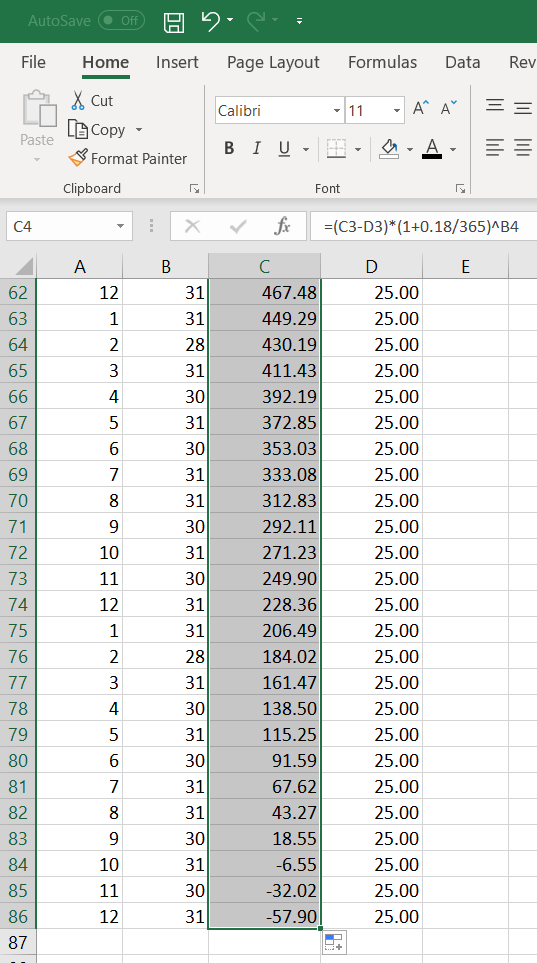 AutoSave Off
File Home Insert Page Layout Formulas Data Rev
Paste Cut
Copy
Format Painter
Clipboard
Calibri 11 A A
B I U A
Font
C4 fx =(C3-D3)*(1+0.18/365)^B4
A B C D E
62 12 31 467.48 25.00
63 1 31 449.29 25.00
64 2 28 430.19 25.00
65 3 31 411.43 25.00
66 4 30 392.19 25.00
67 5 31 372.85 25.00
68 6 30 353.03 25.00
69 7 31 333.08 25.00
70 8 31 312.83 25.00
71 9 30 292.11 25.00
72 10 31 271.23 25.00
73 11 30 249.90 25.00
74 12 31 228.36 25.00
75 1 31 206.49 25.00
76 2 28 184.02 25.00
77 3 31 161.47 25.00
78 4 30 138.50 25.00
79 5 31 115.25 25.00
80 6 30 91.59 25.00
81 7 31 67.62 25.00
82 8 31 43.27 25.00
83 9 30 18.55 25.00
84 10 31 -6.55 25.00
85 11 30 -32.02 25.00
86 12 31 -57.90 25.00
87